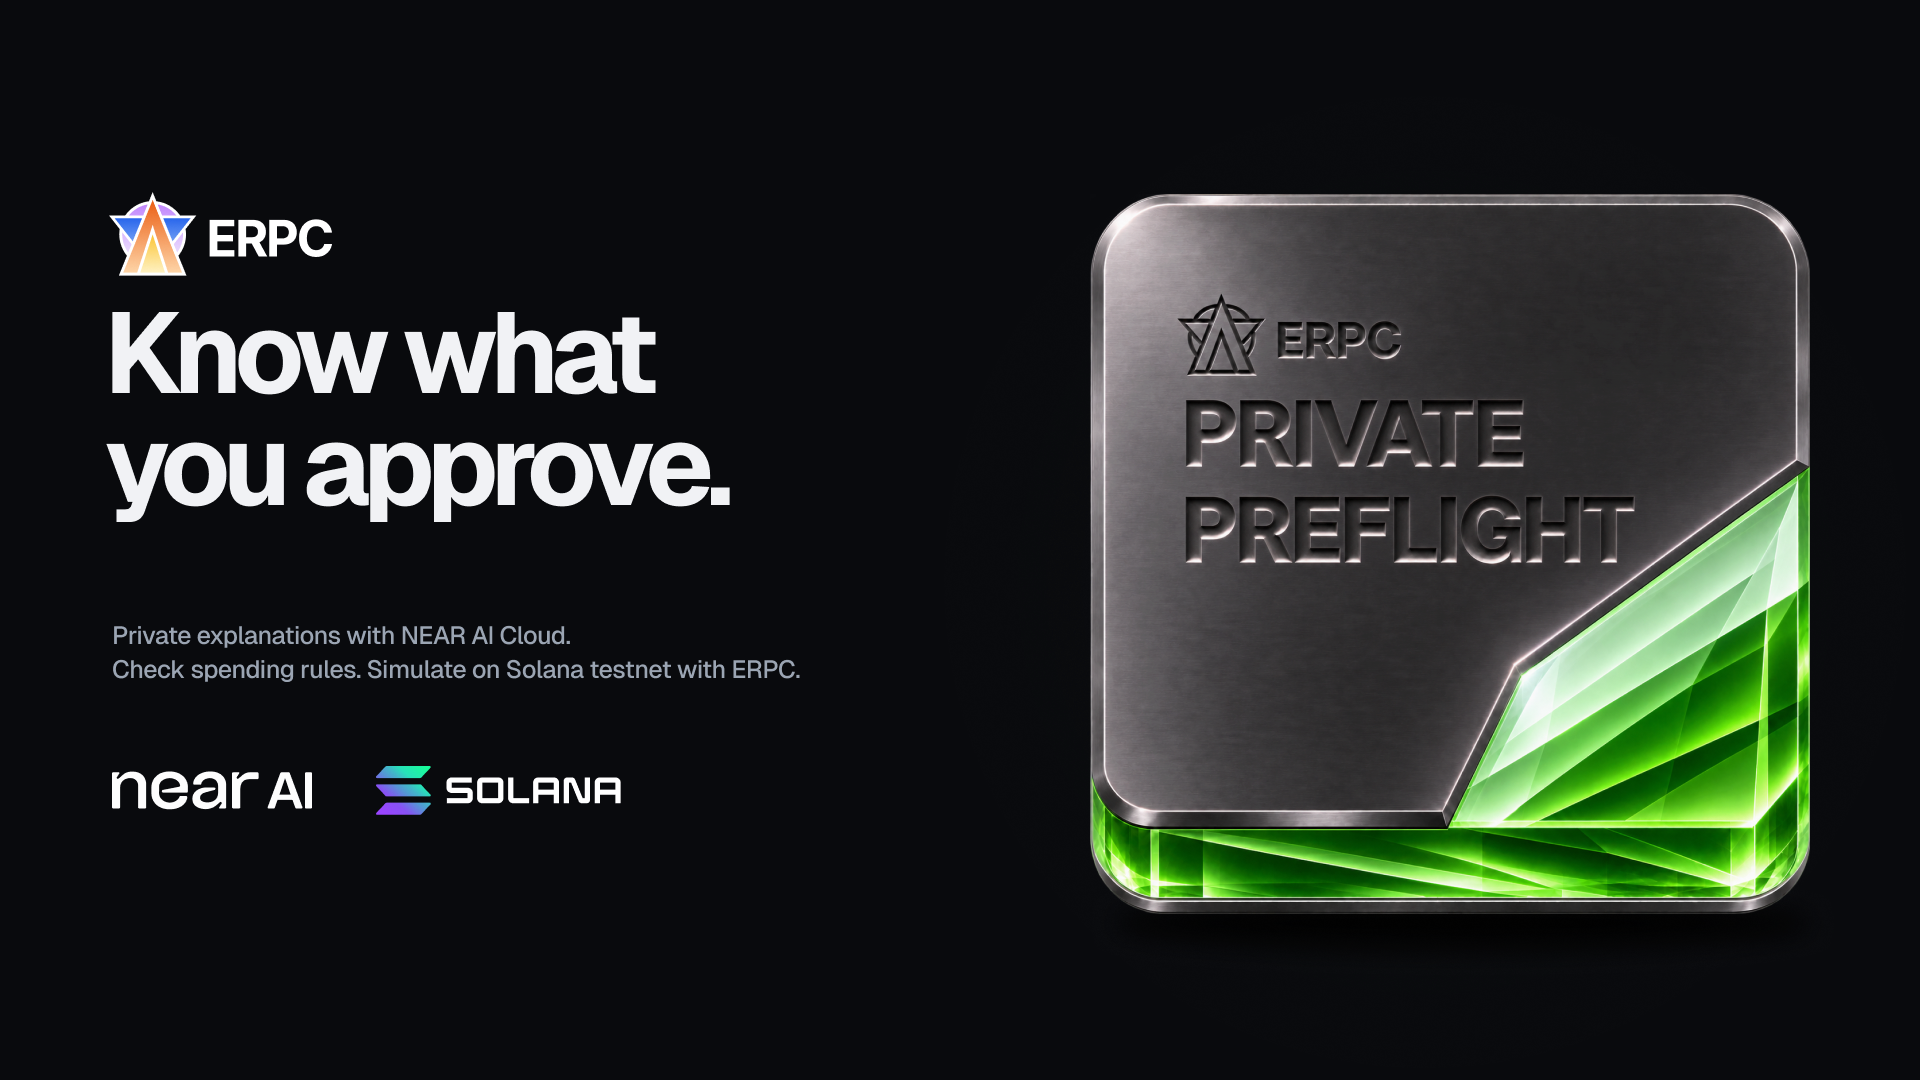 ERPC
Know what
you approve.
Private explanations with NEAR AI Cloud.
Check spending rules. Simulate on Solana testnet with ERPC.
near AI
SOLANA
ERPC
PRIVATE
PREFLIGHT